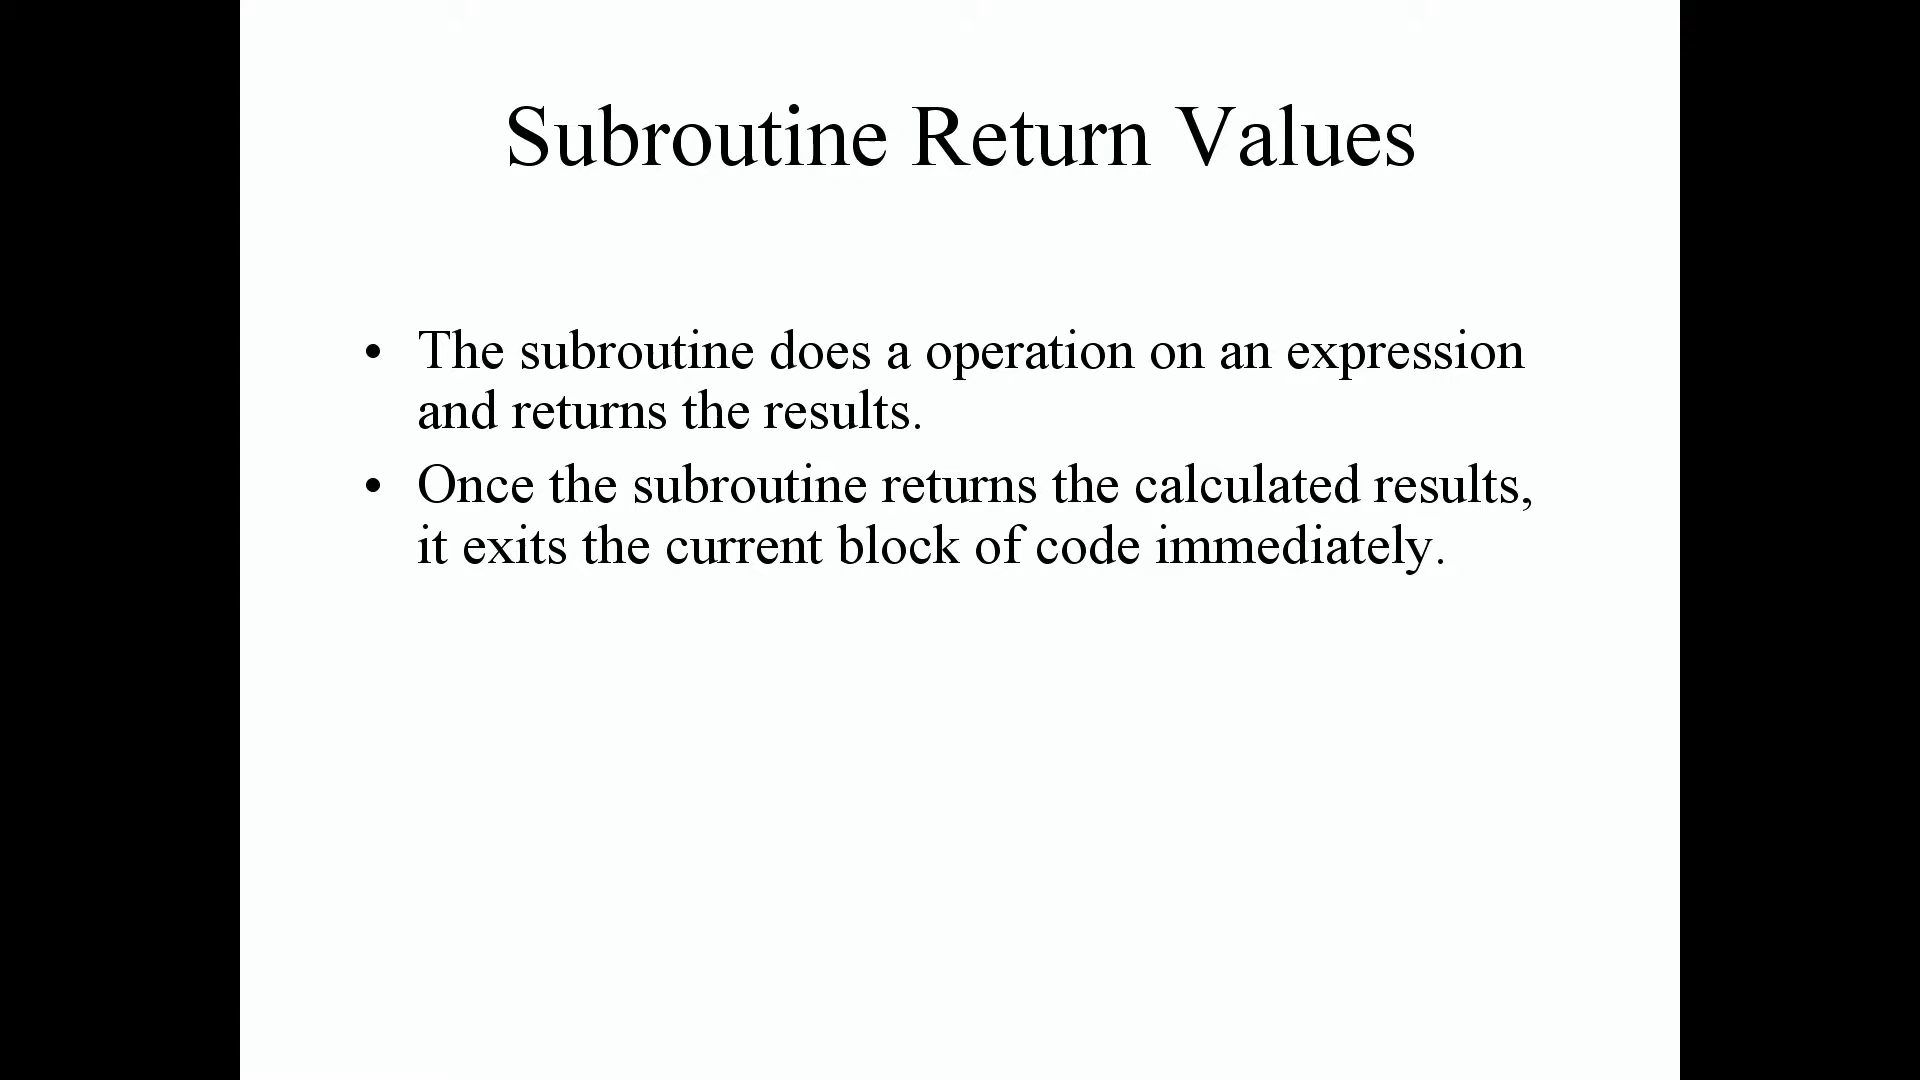 Subroutine Return Values
• The subroutine does a operation on an expression
and returns the results.
• Once the subroutine returns the calculated results,
it exits the current block of code immediately.